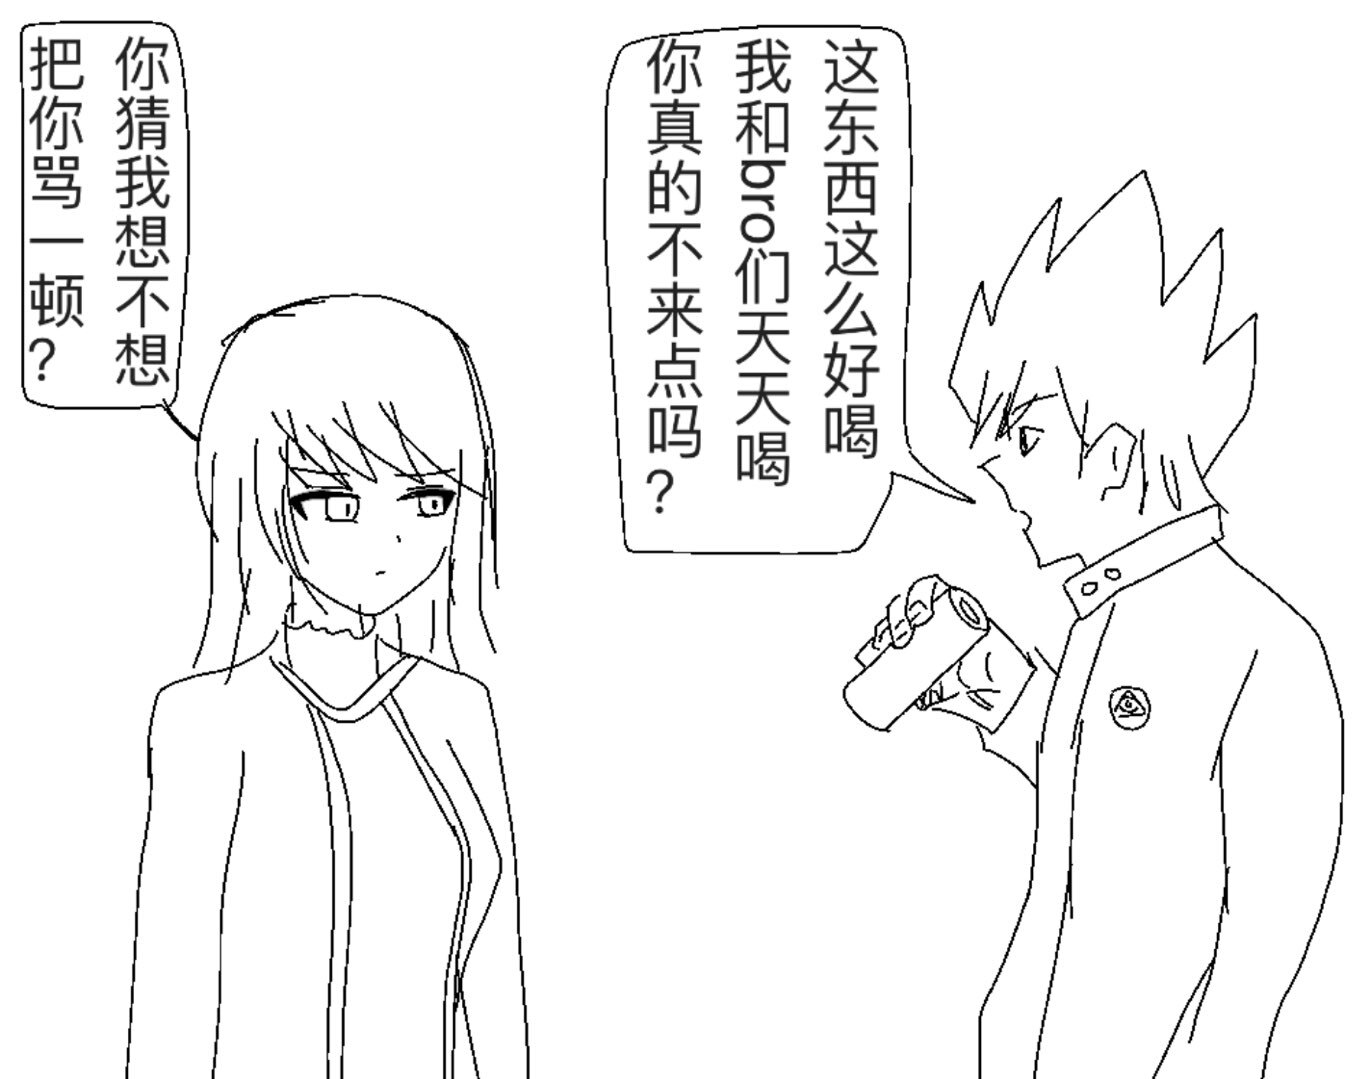 这东西这么好喝
我和bro们天天喝
你真的不来点吗？
你猜我想不想
把你骂一顿？